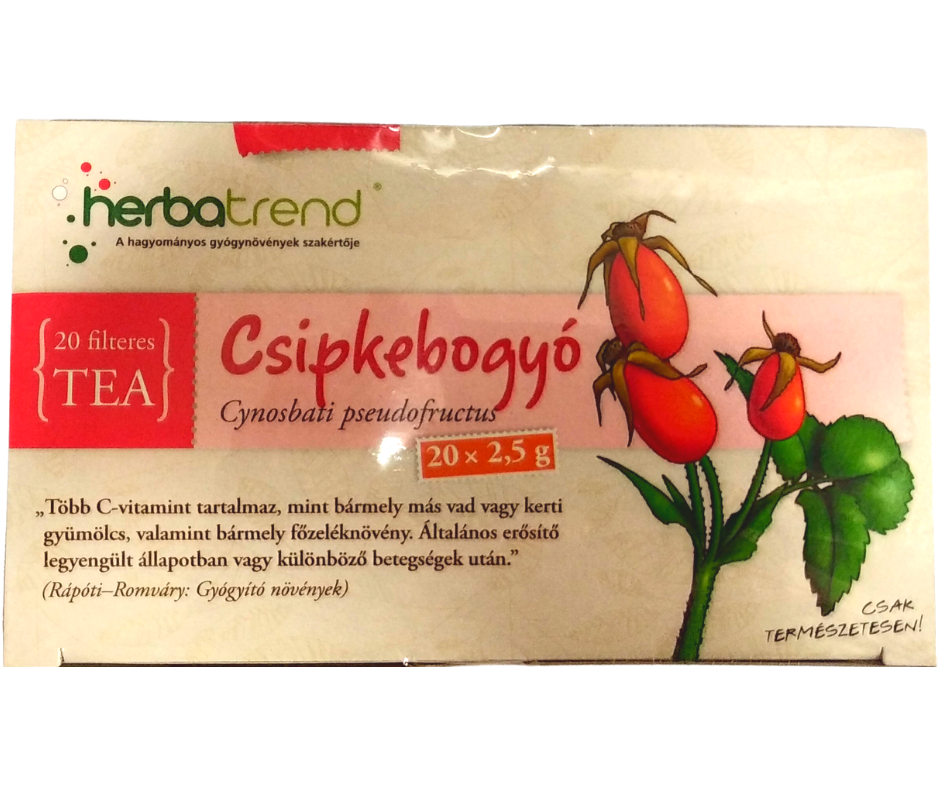 herbatrend®
A hagyományos gyógynövények szakértője
20 filteres
TEA
Csipkebogyó
Cynosbati pseudofructus
20 × 2,5 g
„Több C-vitamint tartalmaz, mint bármely más vad vagy kerti
gyümölcs, valamint bármely főzeléknövény. Általános erősítő
legyengült állapotban vagy különböző betegségek után.”
(Rápóti–Romváry: Gyógyító növények)
CSAK
TERMÉSZETESEN!